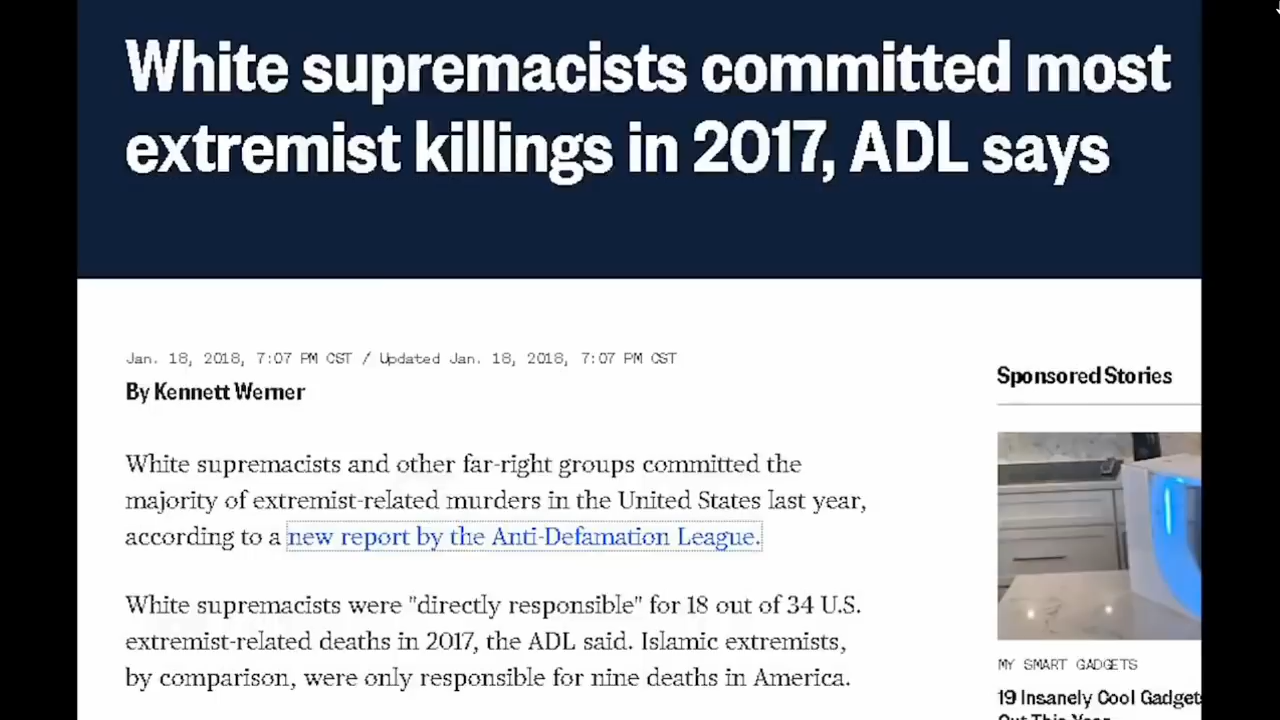 White supremacists committed most
extremist killings in 2017, ADL says
Jan. 18, 2018, 7:07 PM CST / Updated Jan. 18, 2018, 7:07 PM CST
By Kennett Werner
White supremacists and other far-right groups committed the
majority of extremist-related murders in the United States last year,
according to a new report by the Anti-Defamation League.
White supremacists were "directly responsible" for 18 out of 34 U.S.
extremist-related deaths in 2017, the ADL said. Islamic extremists,
by comparison, were only responsible for nine deaths in America.
Sponsored Stories
MY SMART GADGETS
19 Insanely Cool Gadgets
Out This Year